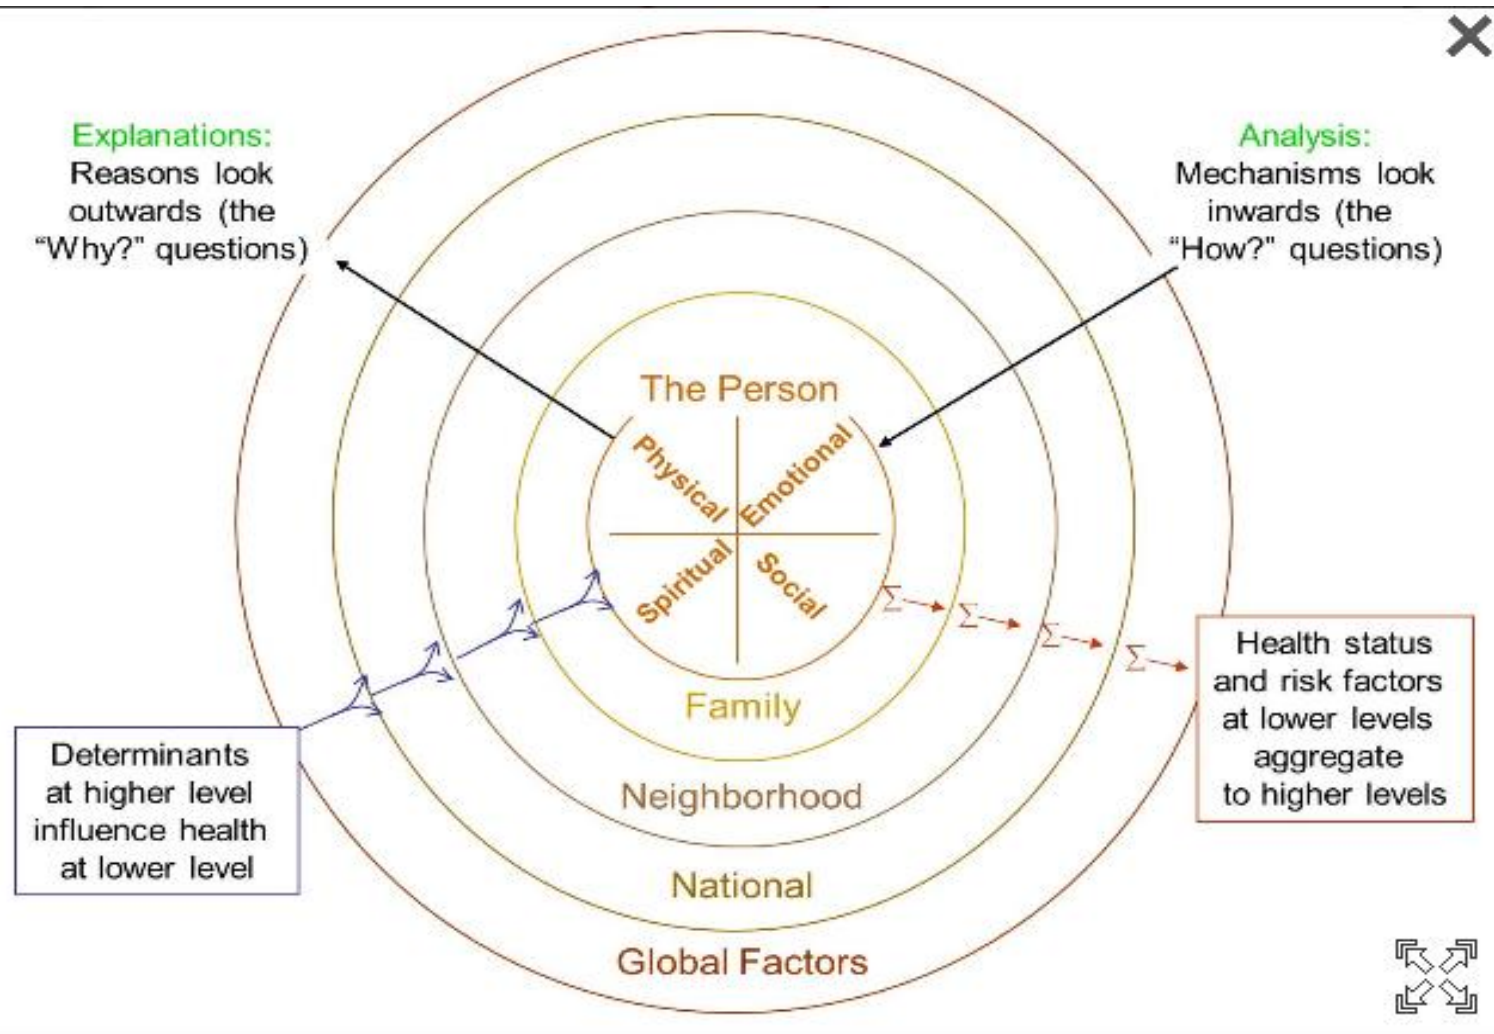 Explanations:
Reasons look
outwards (the
“Why?” questions)
Analysis:
Mechanisms look
inwards (the
“How?” questions)
The Person
Physical
Emotional
Spiritual
Social
Σ
Σ
Σ
Σ
Family
Neighborhood
National
Global Factors
Determinants
at higher level
influence health
at lower level
Health status
and risk factors
at lower levels
aggregate
to higher levels